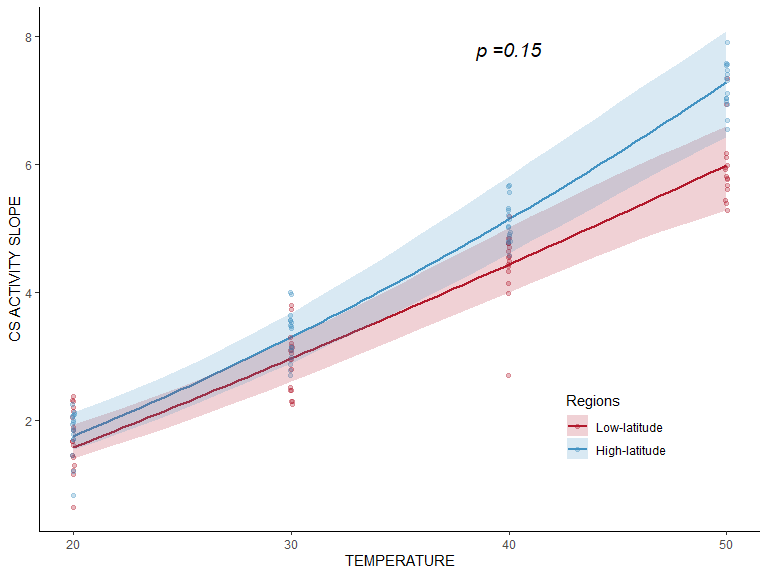 p =0.15
8
6
4
2
CS ACTIVITY SLOPE
Regions
Low-latitude
High-latitude
20 30 40 50
TEMPERATURE